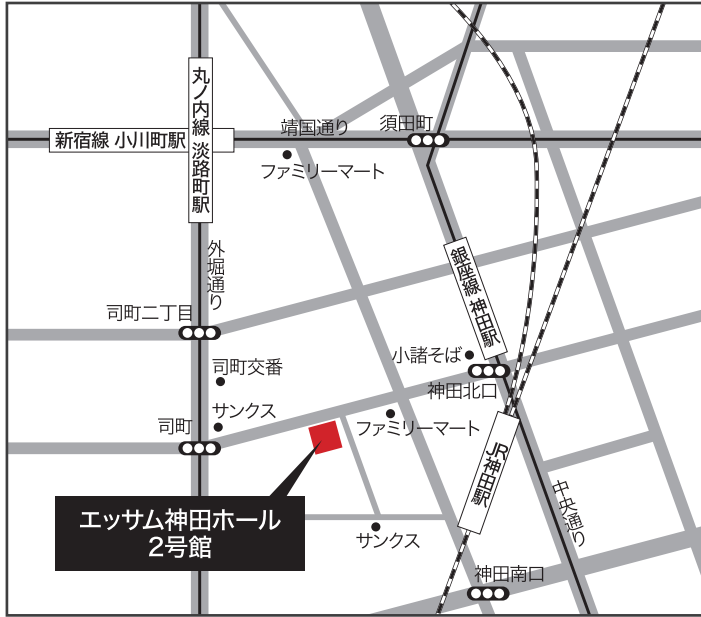 丸ノ内線 淡路町駅
新宿線 小川町駅
靖国通り
須田町
ファミリーマート
外堀通り
銀座線 神田駅
司町二丁目
小諸そば
司町交番
神田北口
サンクス
司町
ファミリーマート
JR神田駅
中央通り
エッサム神田ホール
2号館
サンクス
神田南口